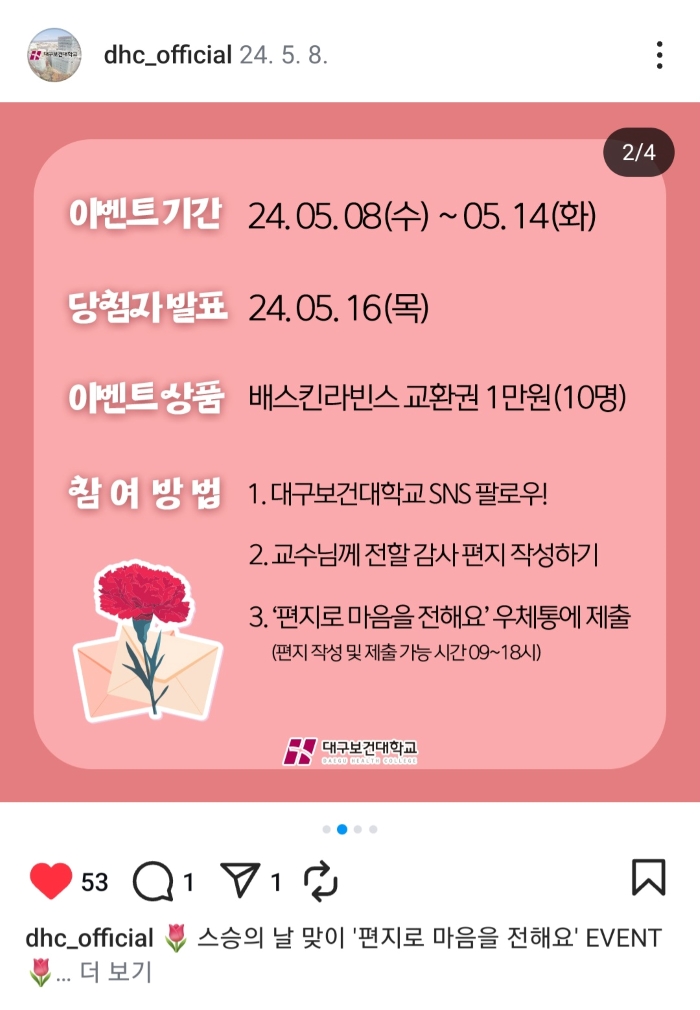 대구보건대학교
dhc_official 24. 5. 8.
2/4
이벤트 기간 24. 05. 08(수) ~ 05. 14(화)
당첨자 발표 24. 05. 16(목)
이벤트 상품 배스킨라빈스 교환권 1만원(10명)
참 여 방 법 1. 대구보건대학교 SNS 팔로우!
2. 교수님께 전할 감사 편지 작성하기
3. ‘편지로 마음을 전해요’ 우체통에 제출
(편지 작성 및 제출 가능 시간 09~18시)
대구보건대학교
DAEGU HEALTH COLLEGE
53 1 1
dhc_official 🌷 스승의 날 맞이 '편지로 마음을 전해요' EVENT
🌷... 더 보기